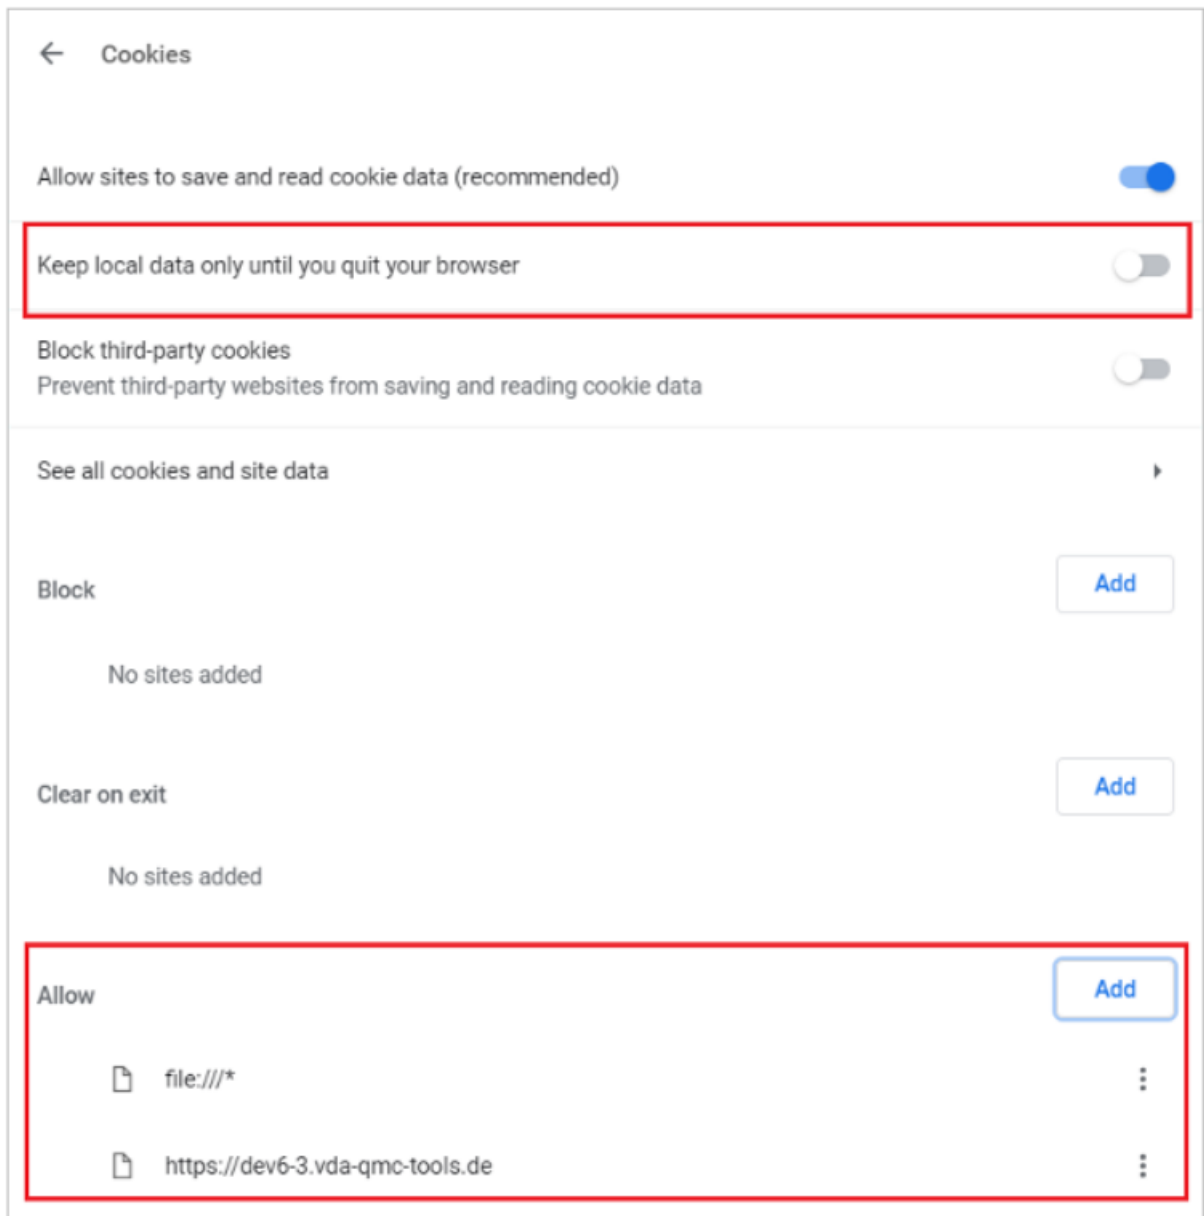 Cookies
Allow sites to save and read cookie data (recommended)
Keep local data only until you quit your browser
Block third-party cookies
Prevent third-party websites from saving and reading cookie data
See all cookies and site data
Block
Add
No sites added
Clear on exit
Add
No sites added
Allow
Add
file:///*
https://dev6-3.vda-qmc-tools.de